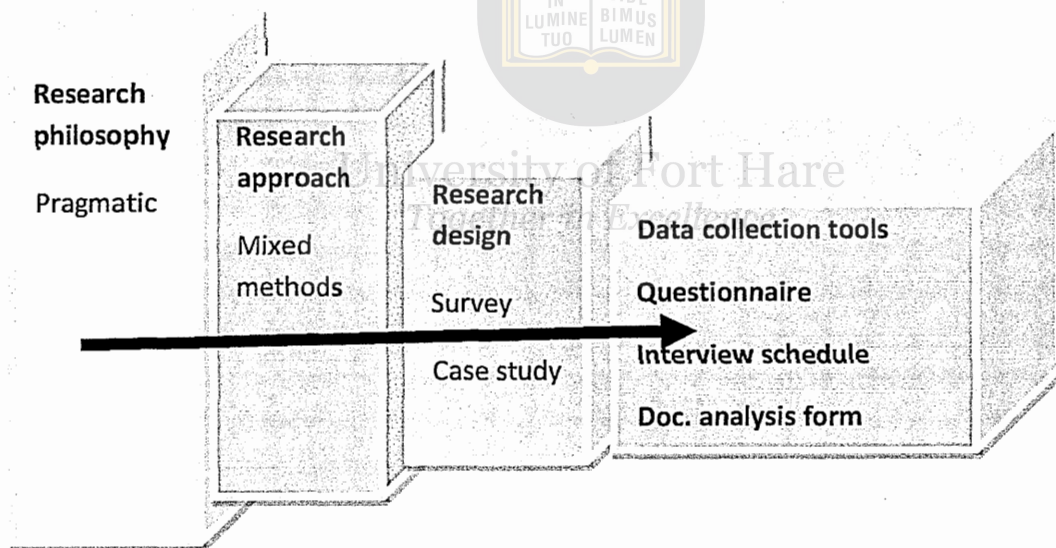 IN
LUMINE
TUO
BIMUS
LUMEN
University of Fort Hare
Together in Excellence
Research
philosophy
Pragmatic
Research
approach
Mixed
methods
Research
design
Survey
Case study
Data collection tools
Questionnaire
Interview schedule
Doc. analysis form